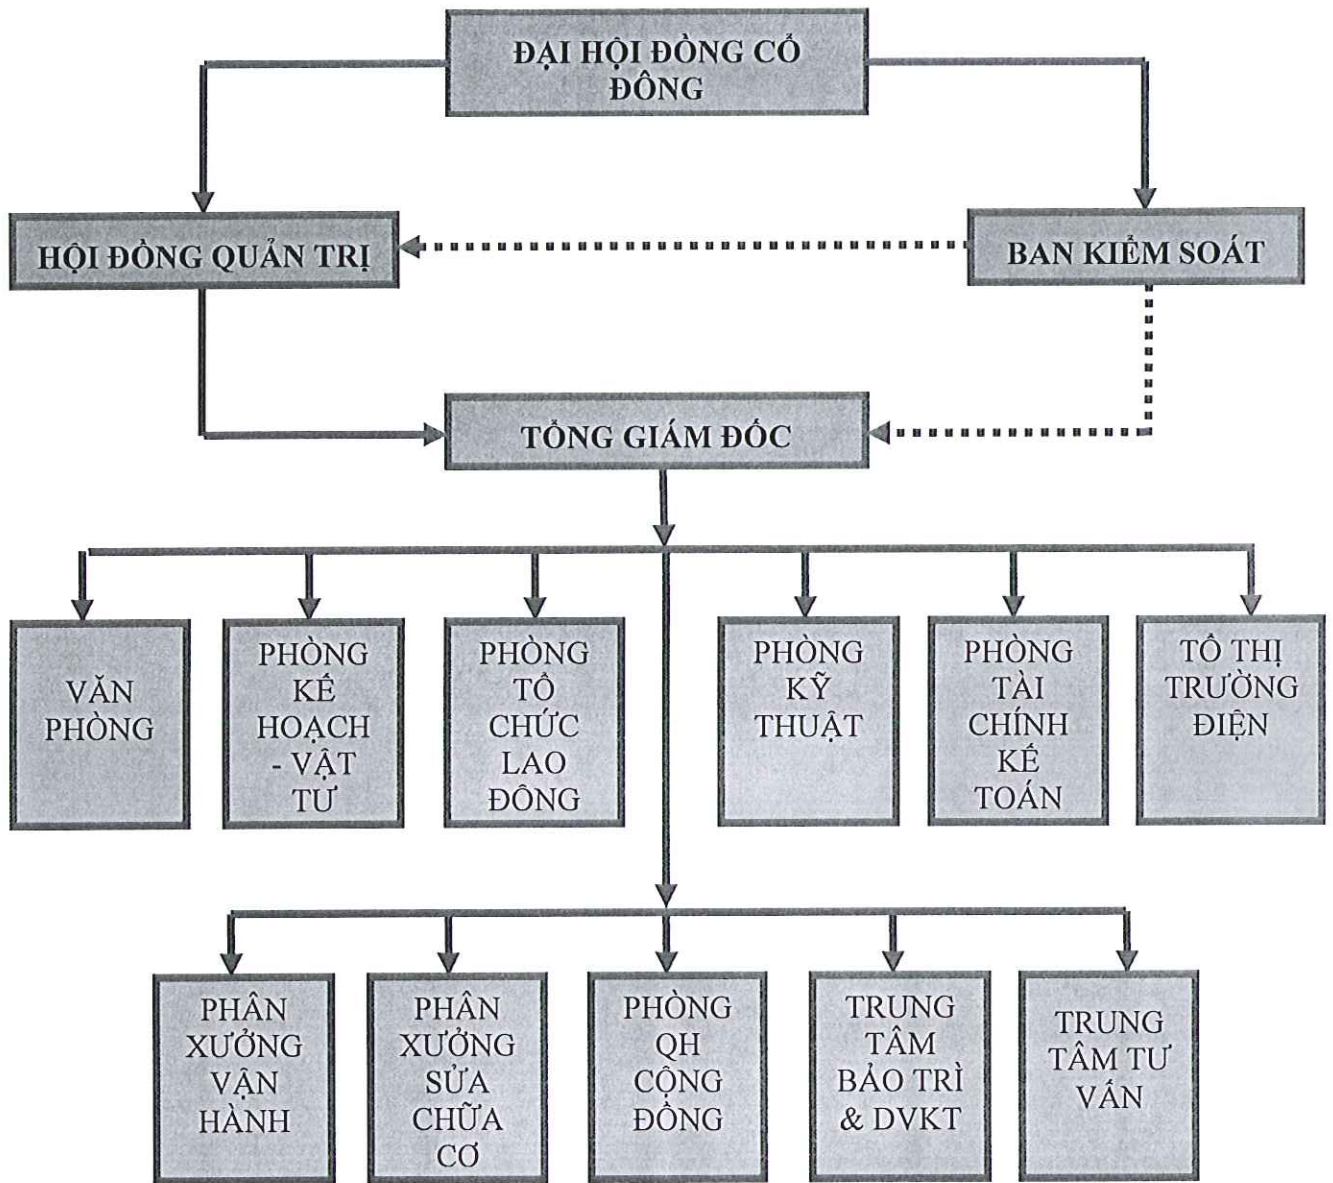 ĐẠI HỘI ĐỒNG CỔ
ĐÔNG
HỘI ĐỒNG QUẢN TRỊ
BAN KIỂM SOÁT
TỔNG GIÁM ĐỐC
VĂN
PHÒNG
PHÒNG
KẾ
HOẠCH
- VẬT
TƯ
PHÒNG
TỔ
CHỨC
LAO
ĐÔNG
PHÒNG
KỸ
THUẬT
PHÒNG
TÀI
CHÍNH
KẾ
TOÁN
TỔ THỊ
TRƯỜNG
ĐIỆN
PHÂN
XƯỞNG
VẬN
HÀNH
PHÂN
XƯỞNG
SỬA
CHỮA
CƠ
PHÒNG
QH
CỘNG
ĐỒNG
TRUNG
TÂM
BẢO TRÌ
& DVKT
TRUNG
TÂM TƯ
VẤN